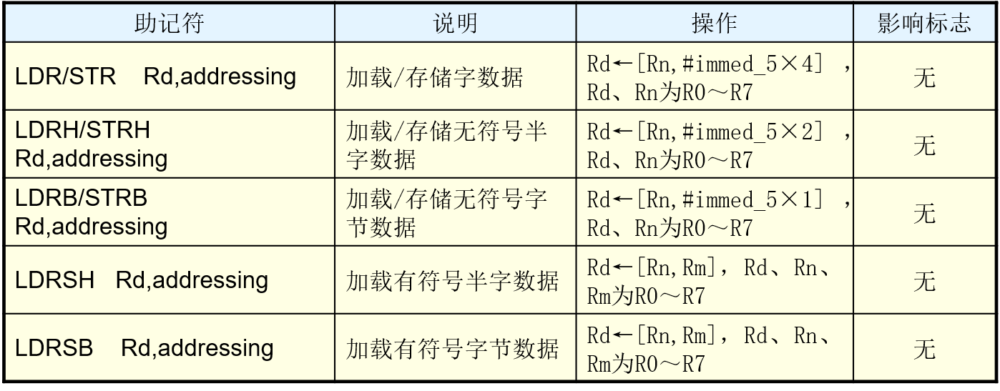 助记符 说明 操作 影响标志
LDR/STR Rd,addressing 加载/存储字数据 Rd←[Rn,#immed_5×4] ,
Rd、Rn为R0～R7 无
LDRH/STRH
Rd,addressing
加载/存储无符号半
字数据
Rd←[Rn,#immed_5×2] ,
Rd、Rn为R0～R7
无
LDRB/STRB
Rd,addressing
加载/存储无符号字
节数据
Rd←[Rn,#immed_5×1] ,
Rd、Rn为R0～R7
无
LDRSH Rd,addressing
加载有符号半字数据
Rd←[Rn,Rm], Rd、Rn、
Rm为R0～R7
无
LDRSB Rd,addressing
加载有符号字节数据
Rd←[Rn,Rm], Rd、Rn、
Rm为R0～R7
无